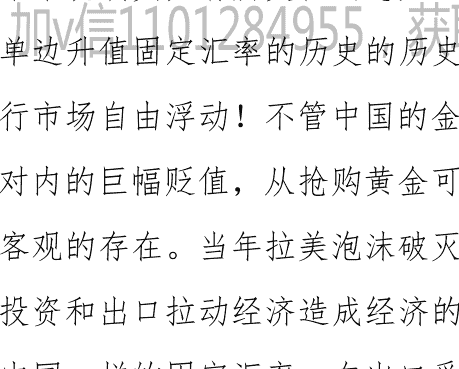 加v信1101284955，获
单边升值固定汇率的历史的历史
行市场自由浮动！不管中国的金
对内的巨幅贬值，从抢购黄金可
客观的存在。当年拉美泡沫破灭
投资和出口拉动经济造成经济的